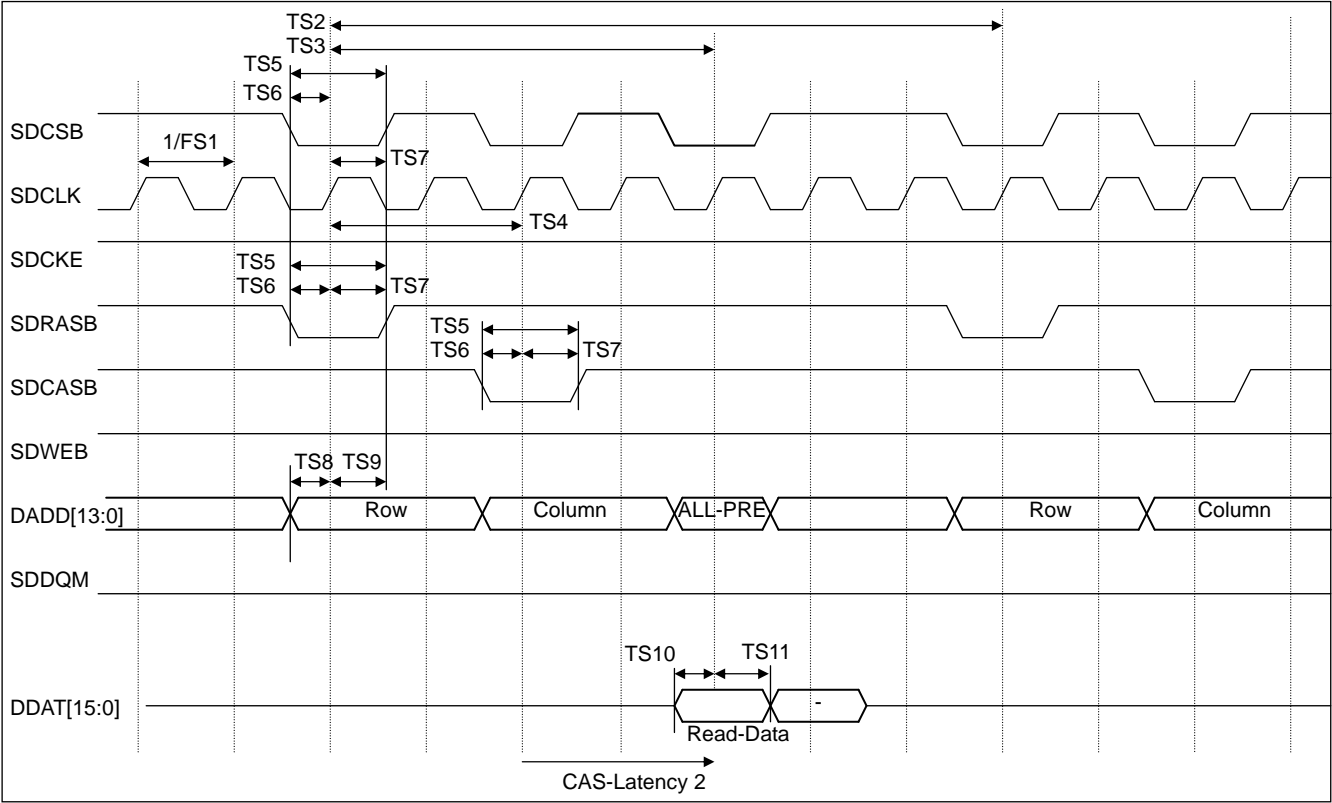 TS2
TS3
TS5
TS6
SDCSB
1/FS1
TS7
SDCLK
TS4
SDCKE
TS5
TS6
TS7
SDRASB
TS5
TS6
TS7
SDCASB
SDWEB
TS8 TS9
DADD[13:0]
Row
Column
ALL-PRE
Row
Column
SDDQM
TS10
TS11
DDAT[15:0]
-
Read-Data
CAS-Latency 2